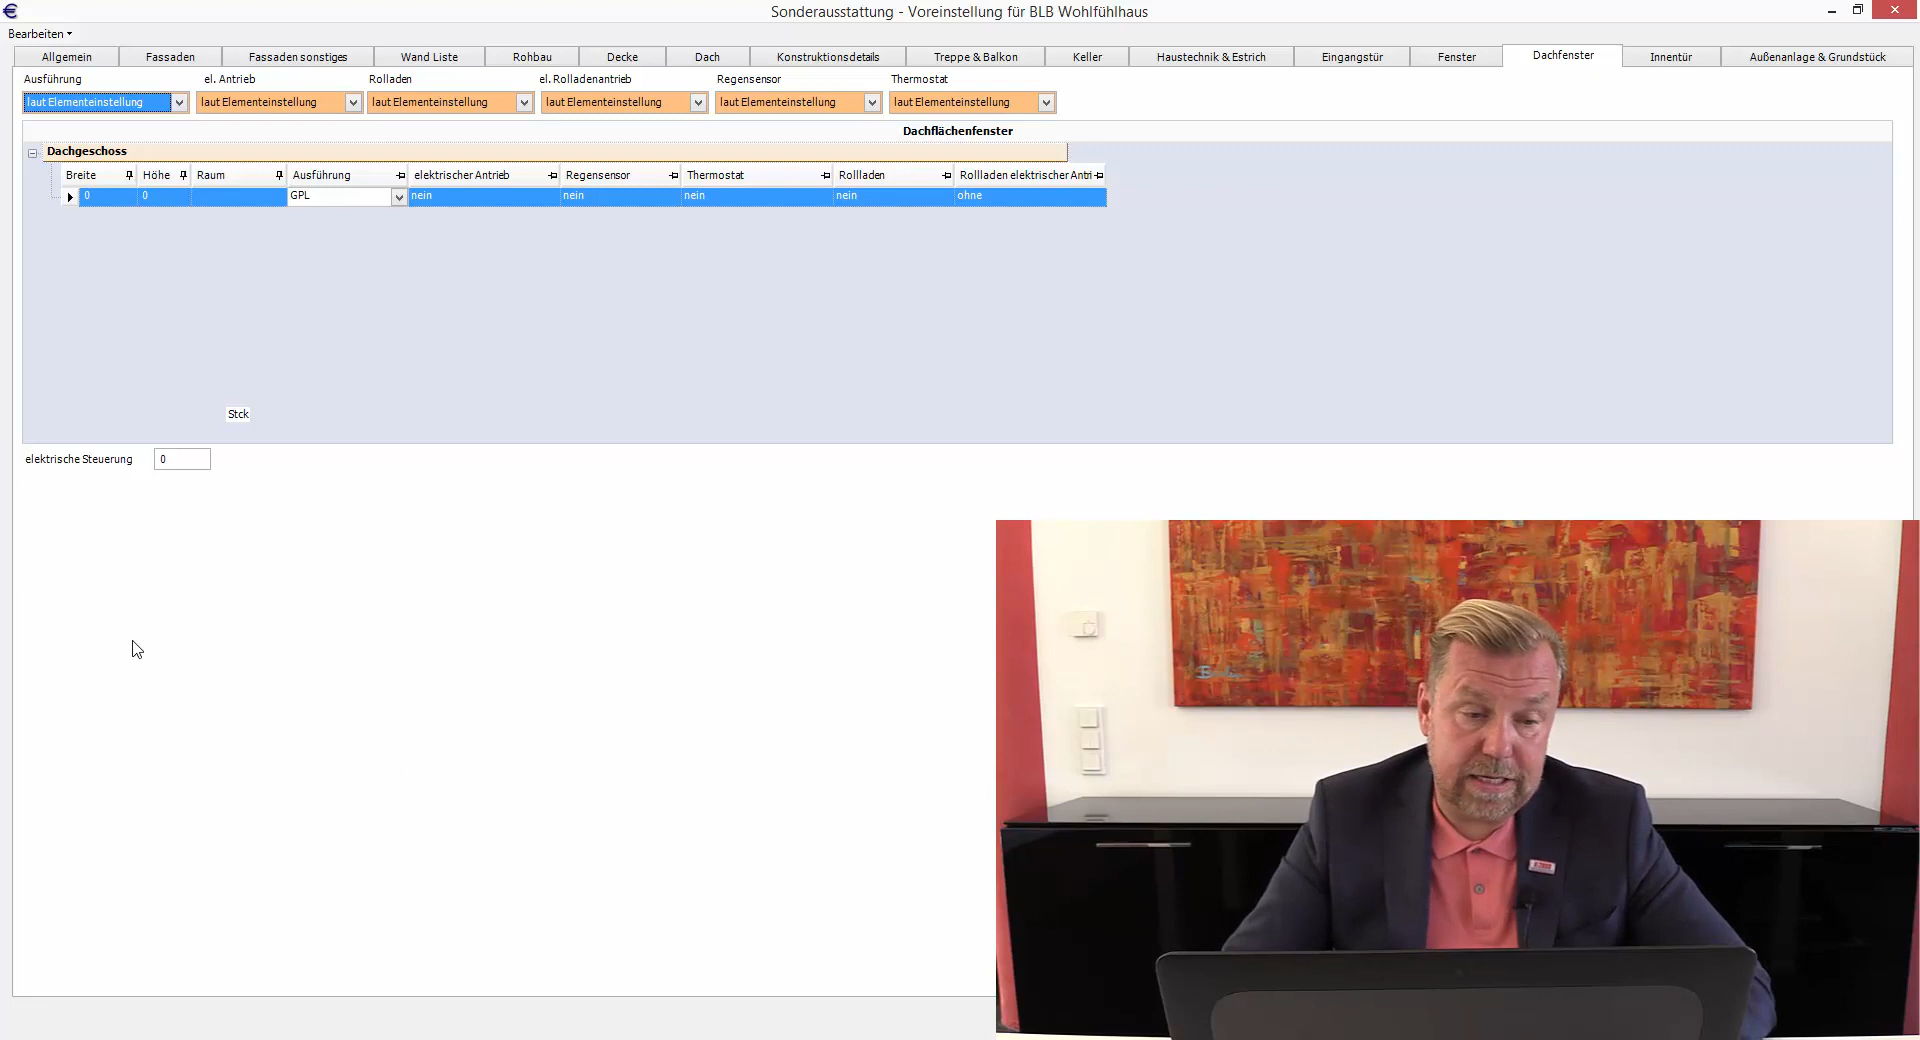 Sonderausstattung - Voreinstellung für BLB Wohlfühlhaus
Bearbeiten
Allgemein Fassaden Fassaden sonstiges Wand Liste Rohbau Decke Dach Konstruktionsdetails Treppe & Balkon Keller Haustechnik & Estrich Eingangstür Fenster Dachfenster Innentür Außenanlage & Grundstück
Ausführung el. Antrieb Rolladen el. Rolladenantrieb Regensensor Thermostat
laut Elementeinstellung laut Elementeinstellung laut Elementeinstellung laut Elementeinstellung laut Elementeinstellung laut Elementeinstellung
Dachflächenfenster
Dachgeschoss
Breite Höhe Raum Ausführung elektrischer Antrieb Regensensor Thermostat Rollladen Rollladen elektrischer Antri
0 0 GPL nein nein nein nein ohne
Stck
elektrische Steuerung 0